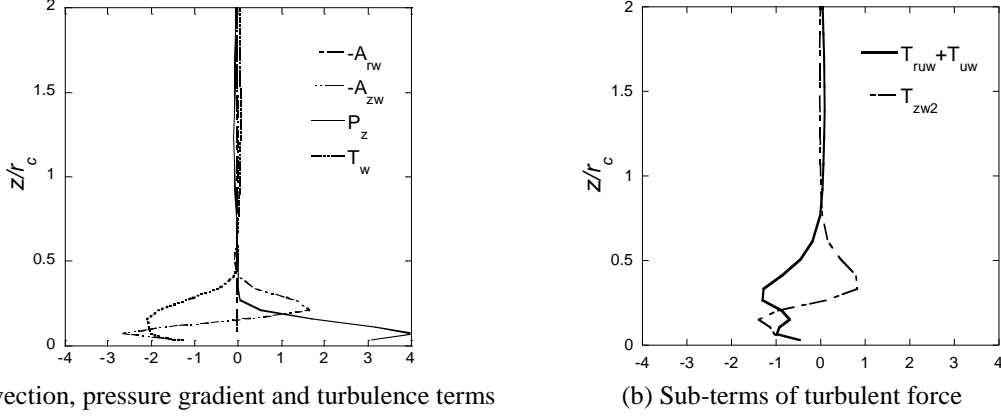 2
1.5
1
0.5
0
z/r_c
-4 -3 -2 -1 0 1 2 3 4
-A_rw
-A_zw
P_z
T_w
vection, pressure gradient and turbulence terms
2
1.5
1
0.5
0
z/r_c
-4 -3 -2 -1 0 1 2 3 4
T_ruw+T_uw
T_zw2
(b) Sub-terms of turbulent force